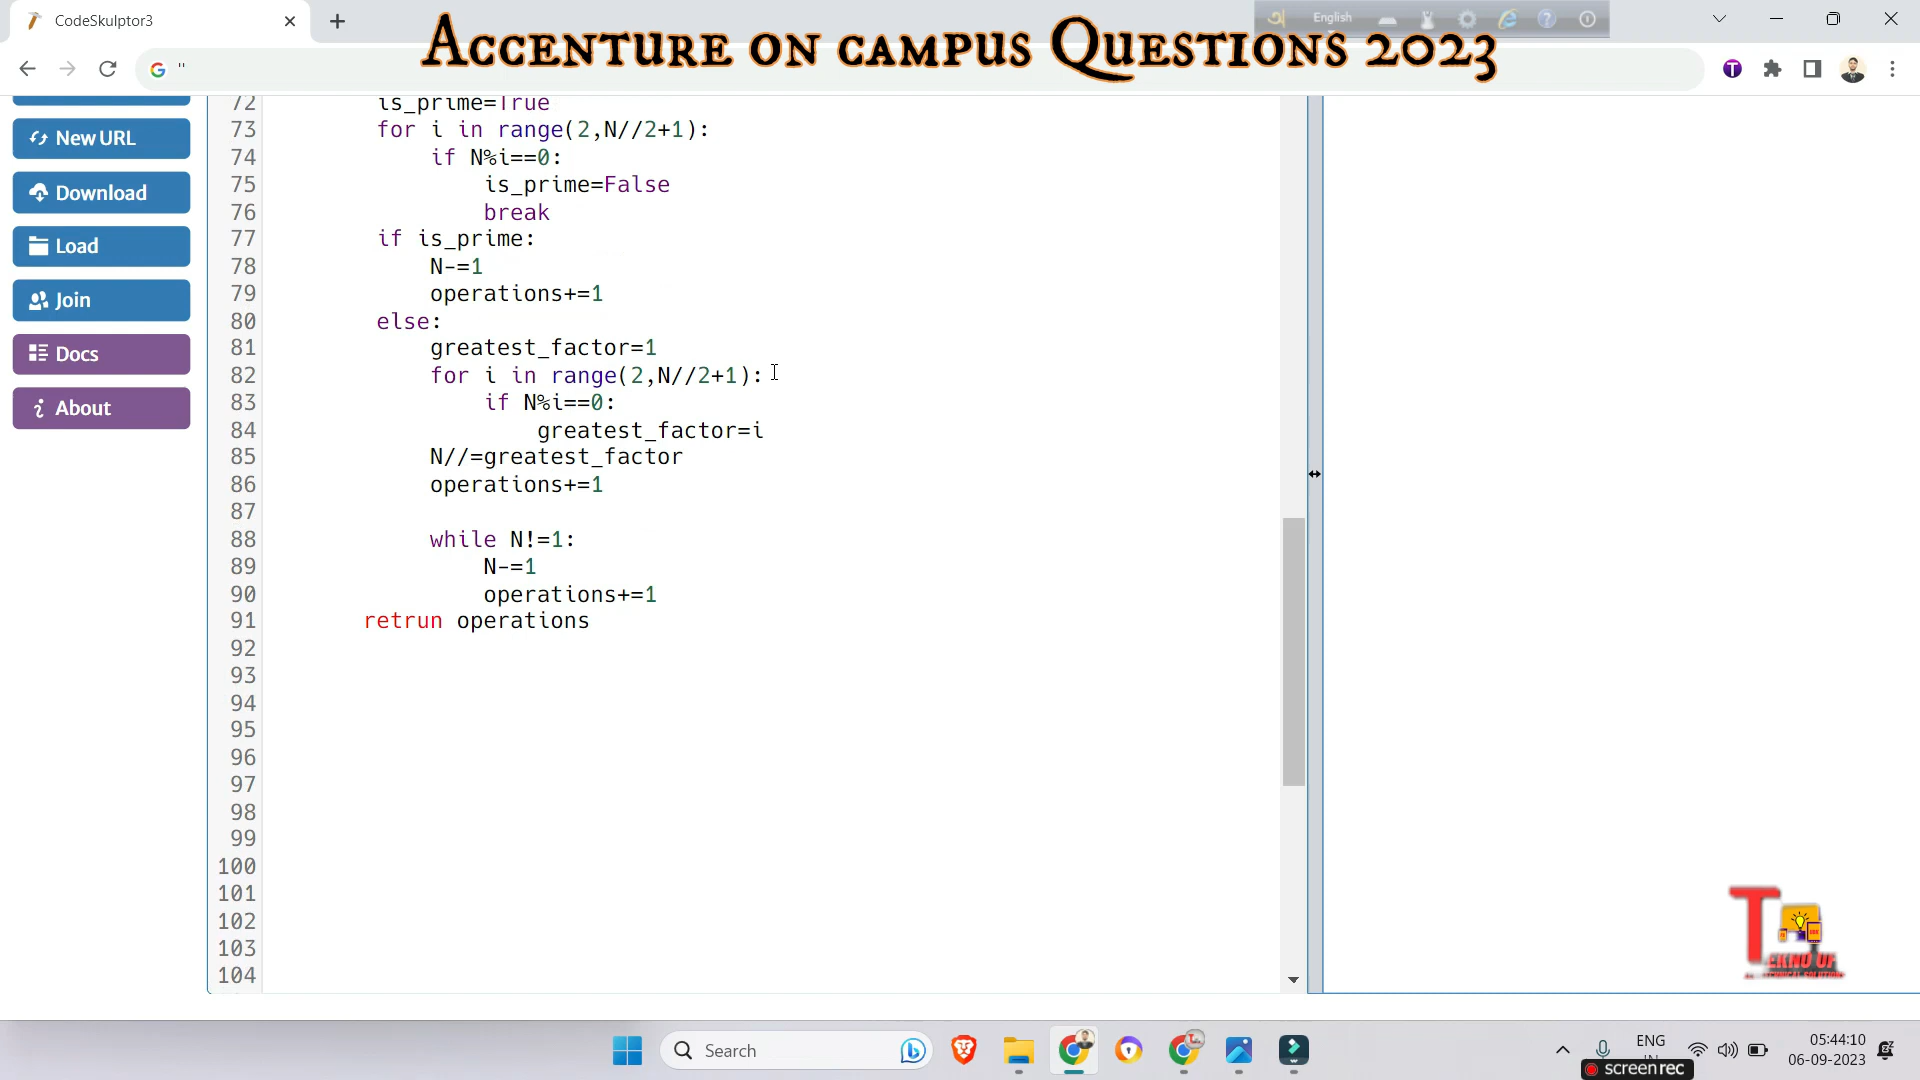 CodeSkulptor3
English
Accenture on campus Questions 2023
"
New URL
Download
Load
Join
Docs
About
72 is_prime=True
73 for i in range(2,N//2+1):
74 if N%i==0:
75 is_prime=False
76 break
77 if is_prime:
78 N-=1
79 operations+=1
80 else:
81 greatest_factor=1
82 for i in range(2,N//2+1):
83 if N%i==0:
84 greatest_factor=i
85 N//=greatest_factor
86 operations+=1
87
88 while N!=1:
89 N-=1
90 operations+=1
91 retrun operations
92
93
94
95
96
97
98
99
100
101
102
103
104
Search
ENG
05:44:10
06-09-2023
screenrec